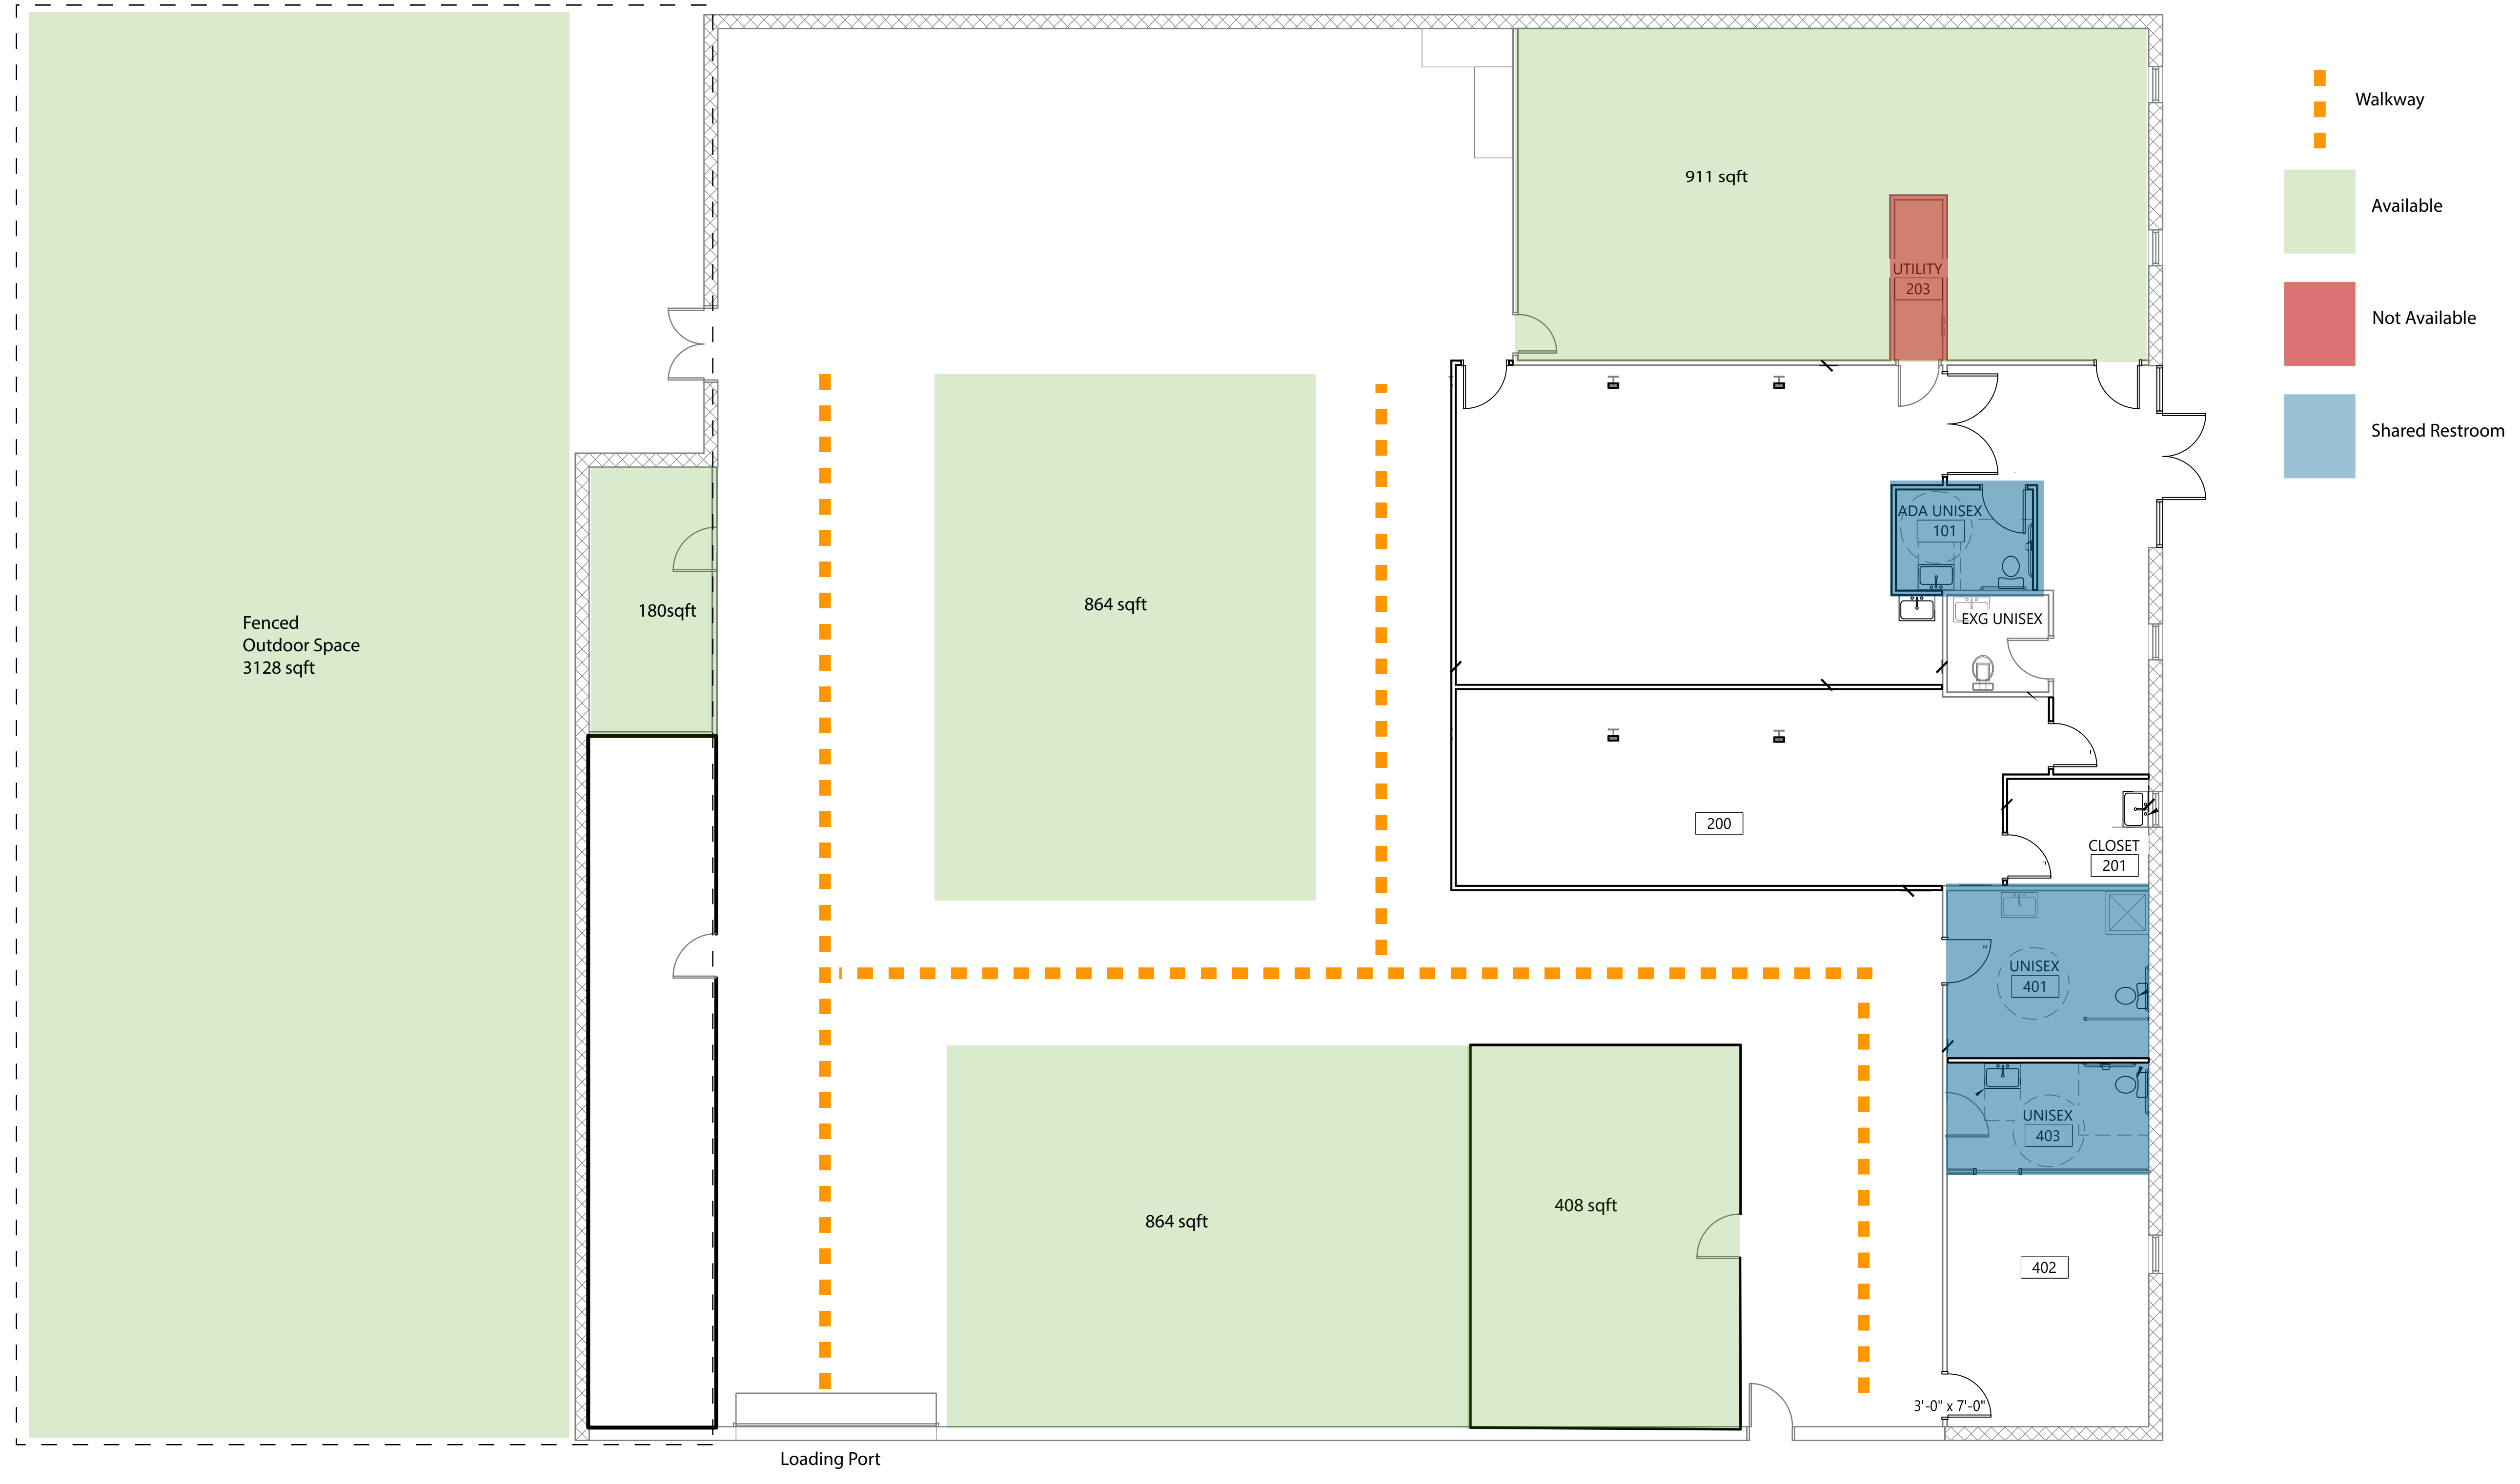 Walkway
911 sqft
Available
UTILITY
203
Not Available
Shared Restroom
ADA UNISEX
101
864 sqft
180sqft
EXG UNISEX
Fenced
Outdoor Space
3128 sqft
200
CLOSET
201
UNISEX
401
UNISEX
403
408 sqft
864 sqft
402
3'-0" x 7'-0"
Loading Port